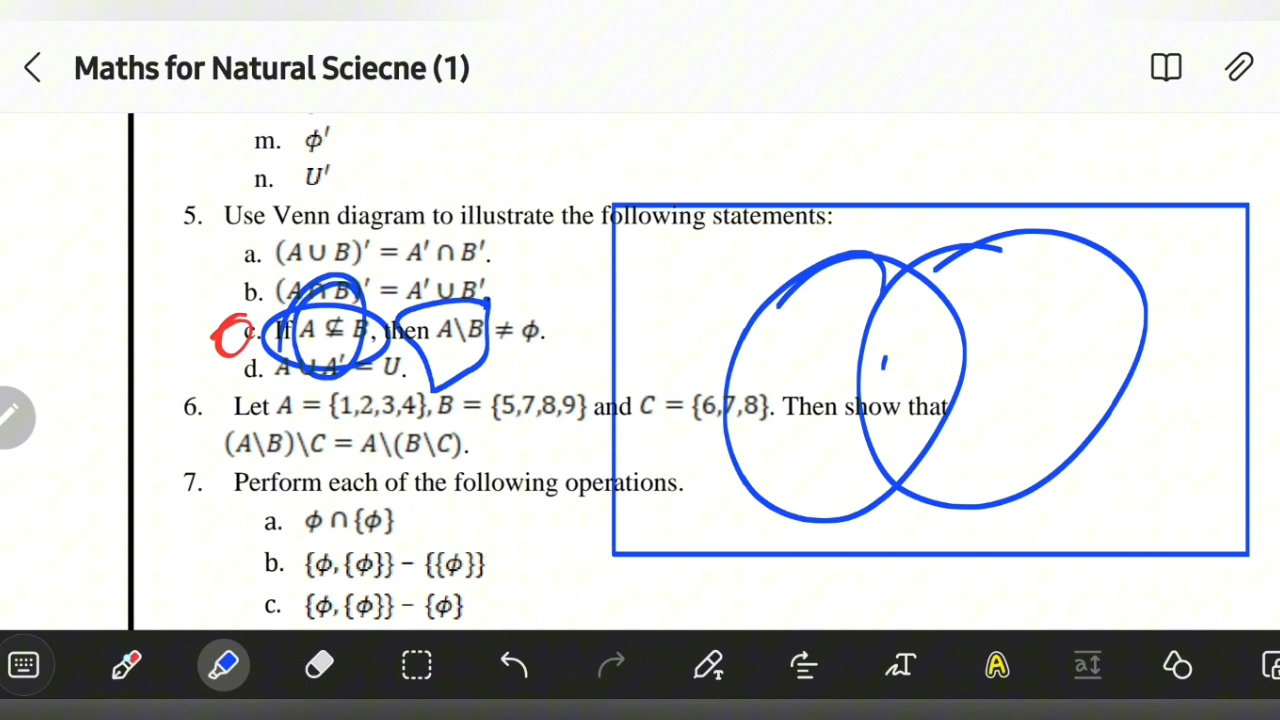 Maths for Natural Sciecne (1)
m. ϕ′
n. U′
5. Use Venn diagram to illustrate the following statements:
a. (A ∪ B)′ = A′ ∩ B′.
b. (A ∩ B)′ = A′ ∪ B′.
c. If A ⊈ B, then A\B ≠ ϕ.
d. A ∪ A′ = U.
6. Let A = {1,2,3,4}, B = {5,7,8,9} and C = {6,7,8}. Then show that
(A\B)\C = A\(B\C).
7. Perform each of the following operations.
a. ϕ ∩ {ϕ}
b. {ϕ, {ϕ}} − {{ϕ}}
c. {ϕ, {ϕ}} − {ϕ}